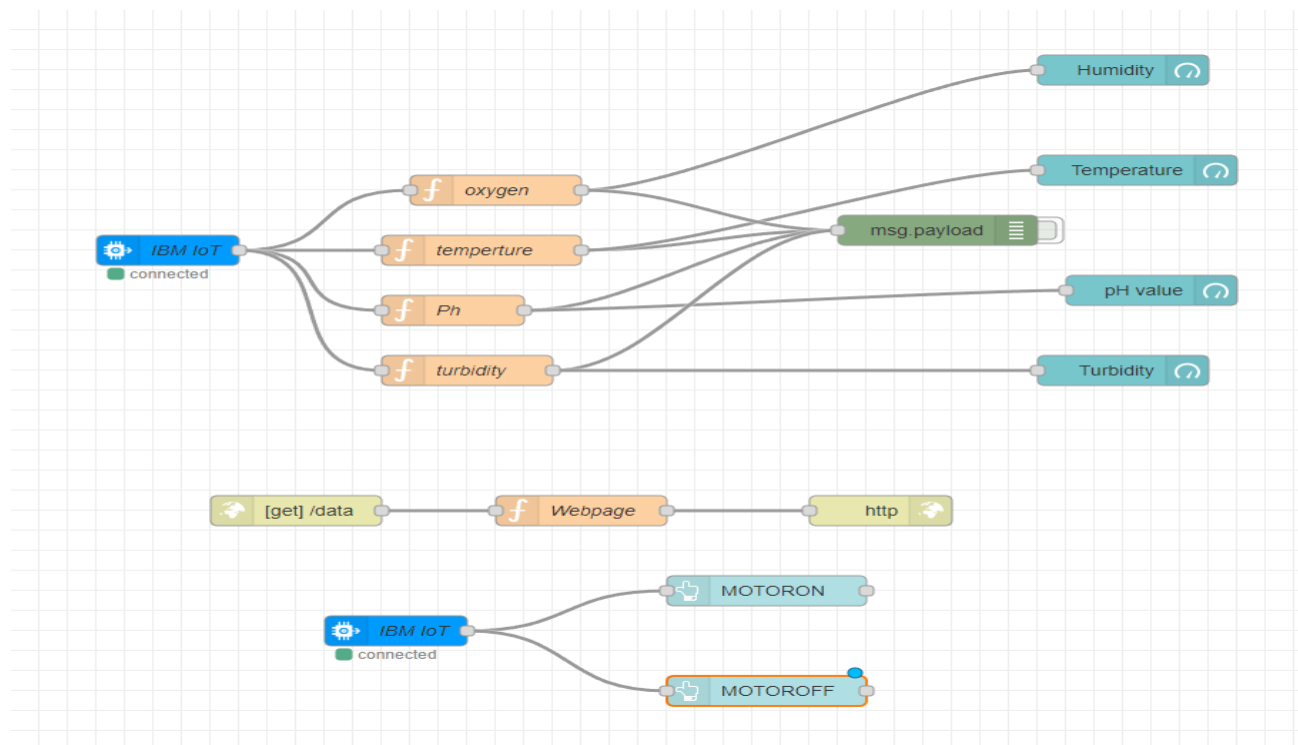 Humidity
Temperature
oxygen
msg.payload
IBM IoT
temperture
connected
pH value
Ph
turbidity
Turbidity
[get] /data
Webpage
http
MOTORON
IBM IoT
connected
MOTOROFF